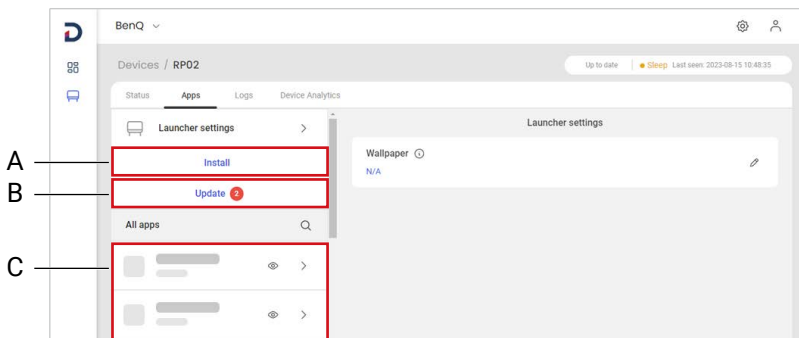 BenQ
Devices / RP02
Up to date
Sleep Last seen: 2023-08-15 10:48:35
Status Apps Logs Device Analytics
Launcher settings
Launcher settings
A
Install
Wallpaper
N/A
B
Update 2
All apps
C